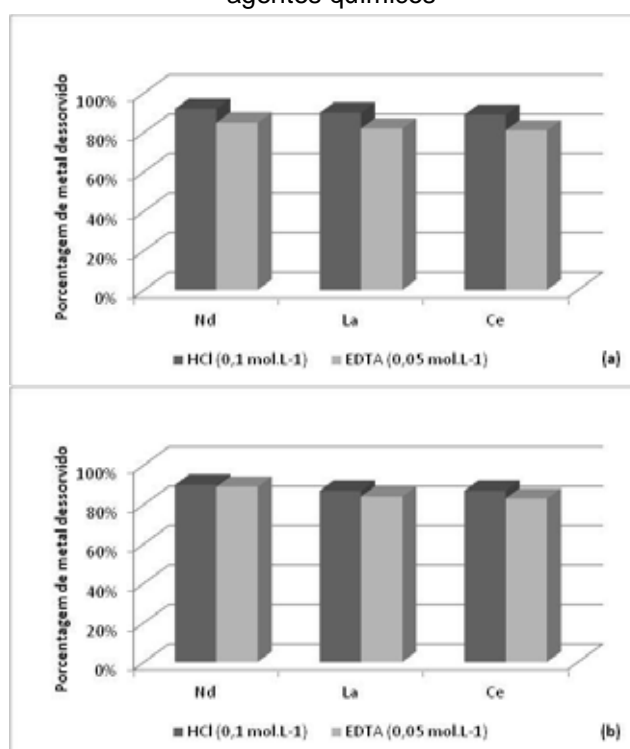 agentes químicos
Porcentagem de metal dessorvido
100%
80%
60%
40%
20%
0%
Nd La Ce
HCl (0,1 mol.L-1) EDTA (0,05 mol.L-1) (a)
Porcentagem de metal dessorvido
100%
80%
60%
40%
20%
0%
Nd La Ce
HCl (0,1 mol.L-1) EDTA (0,05 mol.L-1) (b)